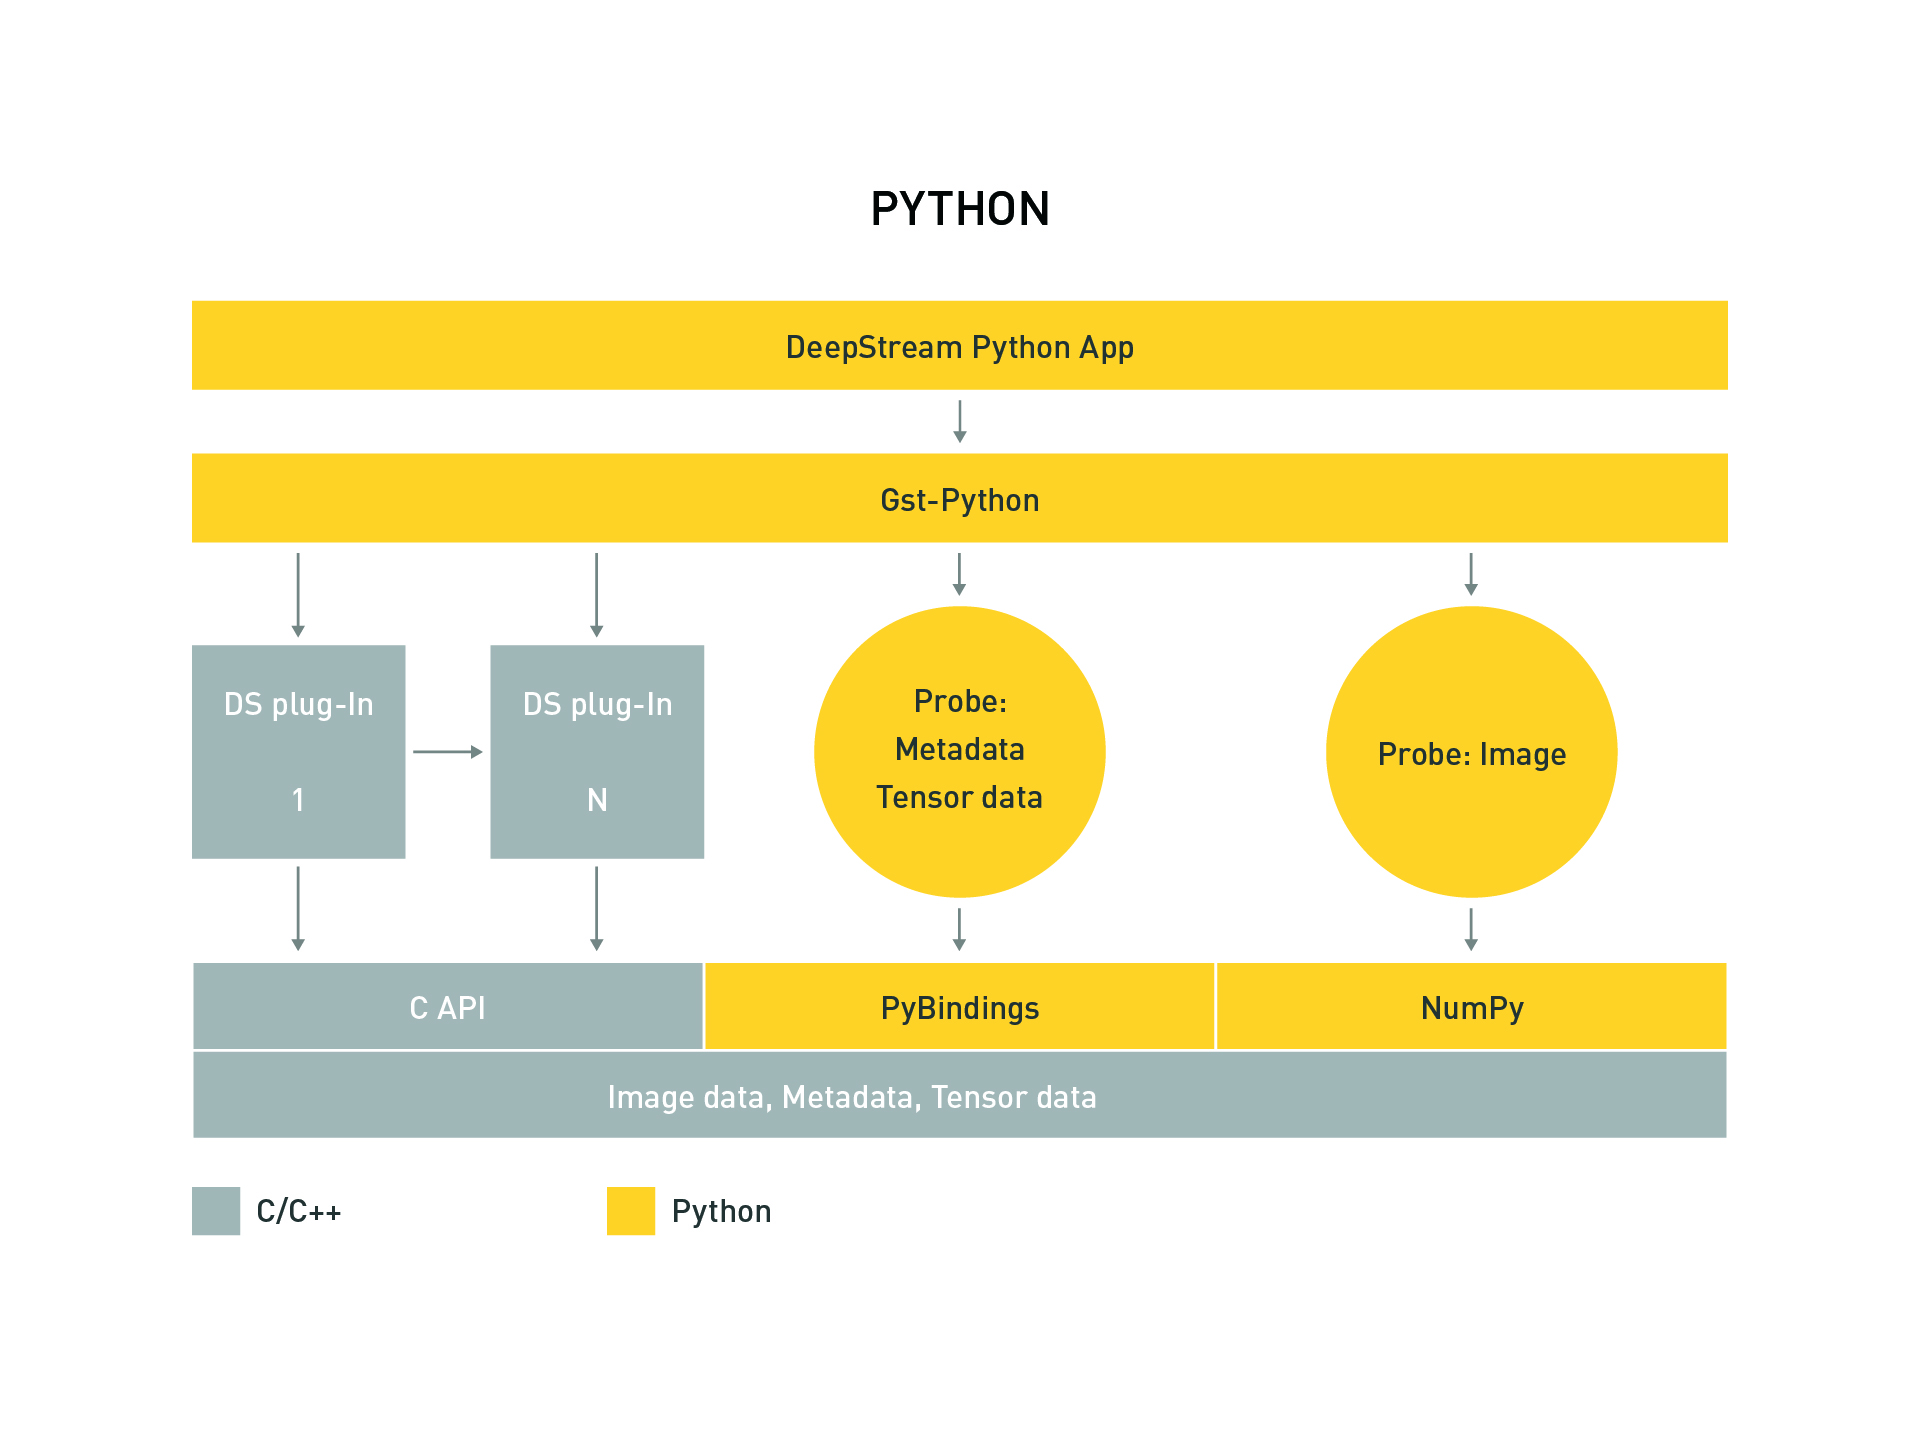 PYTHON
DeepStream Python App
Gst-Python
DS plug-In
1
DS plug-In
N
Probe:
Metadata
Tensor data
Probe: Image
C API
PyBindings
NumPy
Image data, Metadata, Tensor data
C/C++
Python